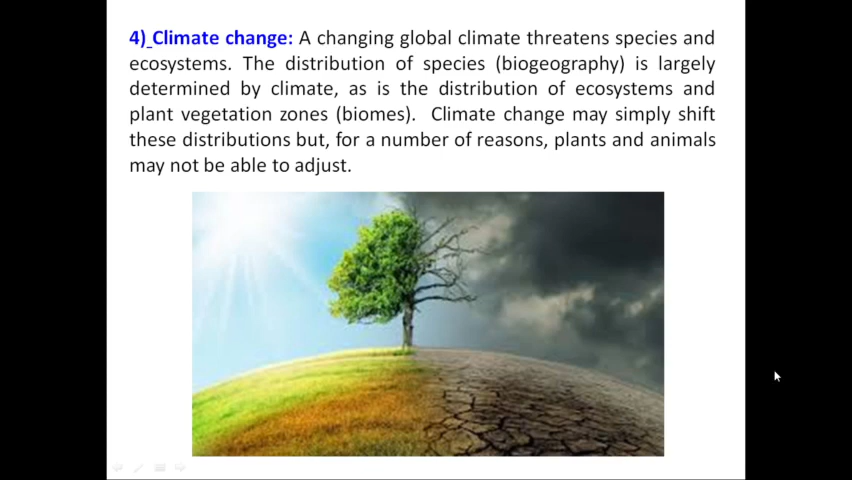 4) Climate change: A changing global climate threatens species and
ecosystems. The distribution of species (biogeography) is largely
determined by climate, as is the distribution of ecosystems and
plant vegetation zones (biomes). Climate change may simply shift
these distributions but, for a number of reasons, plants and animals
may not be able to adjust.